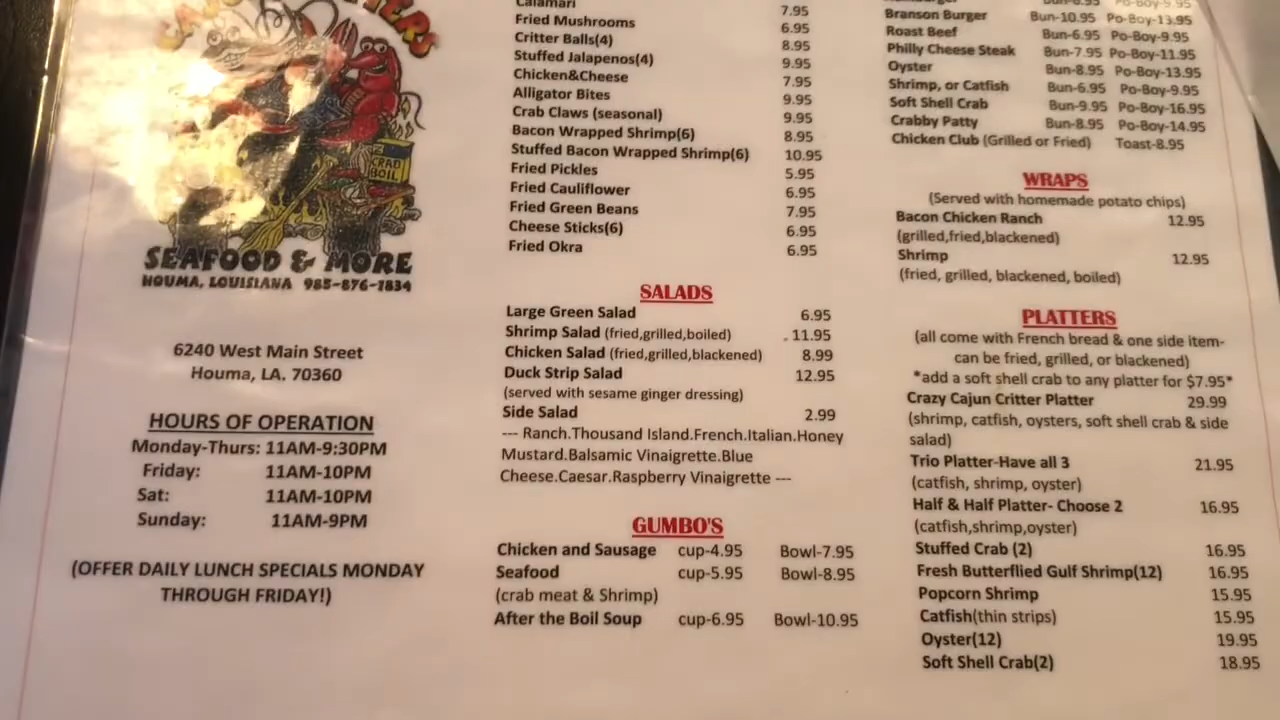 SEAFOOD & MORE
HOUMA, LOUISIANA 985-876-1834
CRAB
BOIL
6240 West Main Street
Houma, LA. 70360
HOURS OF OPERATION
Monday-Thurs: 11AM-9:30PM
Friday: 11AM-10PM
Sat: 11AM-10PM
Sunday: 11AM-9PM
(OFFER DAILY LUNCH SPECIALS MONDAY
THROUGH FRIDAY!)
Calamari 7.95
Fried Mushrooms 6.95
Critter Balls(4) 8.95
Stuffed Jalapenos(4) 9.95
Chicken&Cheese 7.95
Alligator Bites 9.95
Crab Claws (seasonal) 9.95
Bacon Wrapped Shrimp(6) 8.95
Stuffed Bacon Wrapped Shrimp(6) 10.95
Fried Pickles 5.95
Fried Cauliflower 6.95
Fried Green Beans 7.95
Cheese Sticks(6) 6.95
Fried Okra 6.95
SALADS
Large Green Salad 6.95
Shrimp Salad (fried,grilled,boiled) 11.95
Chicken Salad (fried,grilled,blackened) 8.99
Duck Strip Salad 12.95
(served with sesame ginger dressing)
Side Salad 2.99
--- Ranch.Thousand Island.French.Italian.Honey
Mustard.Balsamic Vinaigrette.Blue
Cheese.Caesar.Raspberry Vinaigrette ---
GUMBO'S
Chicken and Sausage cup-4.95 Bowl-7.95
Seafood cup-5.95 Bowl-8.95
(crab meat & Shrimp)
After the Boil Soup cup-6.95 Bowl-10.95
Po-Boy-9.95
Branson Burger Bun-10.95 Po-Boy-13.95
Roast Beef Bun-6.95 Po-Boy-9.95
Philly Cheese Steak Bun-7.95 Po-Boy-11.95
Oyster Bun-8.95 Po-Boy-13.95
Shrimp, or Catfish Bun-6.95 Po-Boy-9.95
Soft Shell Crab Bun-9.95 Po-Boy-16.95
Crabby Patty Bun-8.95 Po-Boy-14.95
Chicken Club (Grilled or Fried) Toast-8.95
WRAPS
(Served with homemade potato chips)
Bacon Chicken Ranch 12.95
(grilled,fried,blackened)
Shrimp 12.95
(fried, grilled, blackened, boiled)
PLATTERS
(all come with French bread & one side item-
can be fried, grilled, or blackened)
*add a soft shell crab to any platter for $7.95*
Crazy Cajun Critter Platter 29.99
(shrimp, catfish, oysters, soft shell crab & side
salad)
Trio Platter-Have all 3 21.95
(catfish, shrimp, oyster)
Half & Half Platter- Choose 2 16.95
(catfish,shrimp,oyster)
Stuffed Crab (2) 16.95
Fresh Butterflied Gulf Shrimp(12) 16.95
Popcorn Shrimp 15.95
Catfish(thin strips) 15.95
Oyster(12) 19.95
Soft Shell Crab(2) 18.95